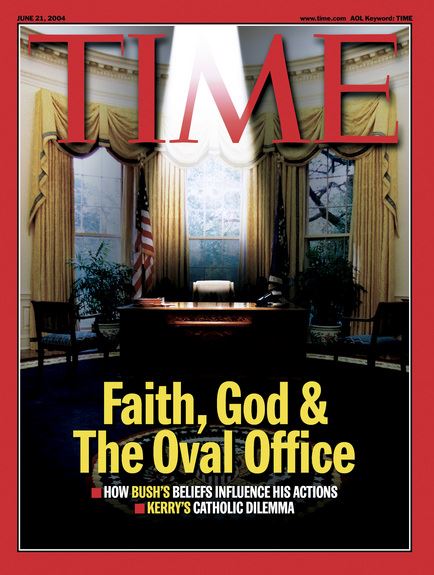 JUNE 21, 2004 www.time.com AOL Keyword: TIME
TIME
Faith, God &
The Oval Office
HOW BUSH'S BELIEFS INFLUENCE HIS ACTIONS
KERRY'S CATHOLIC DILEMMA